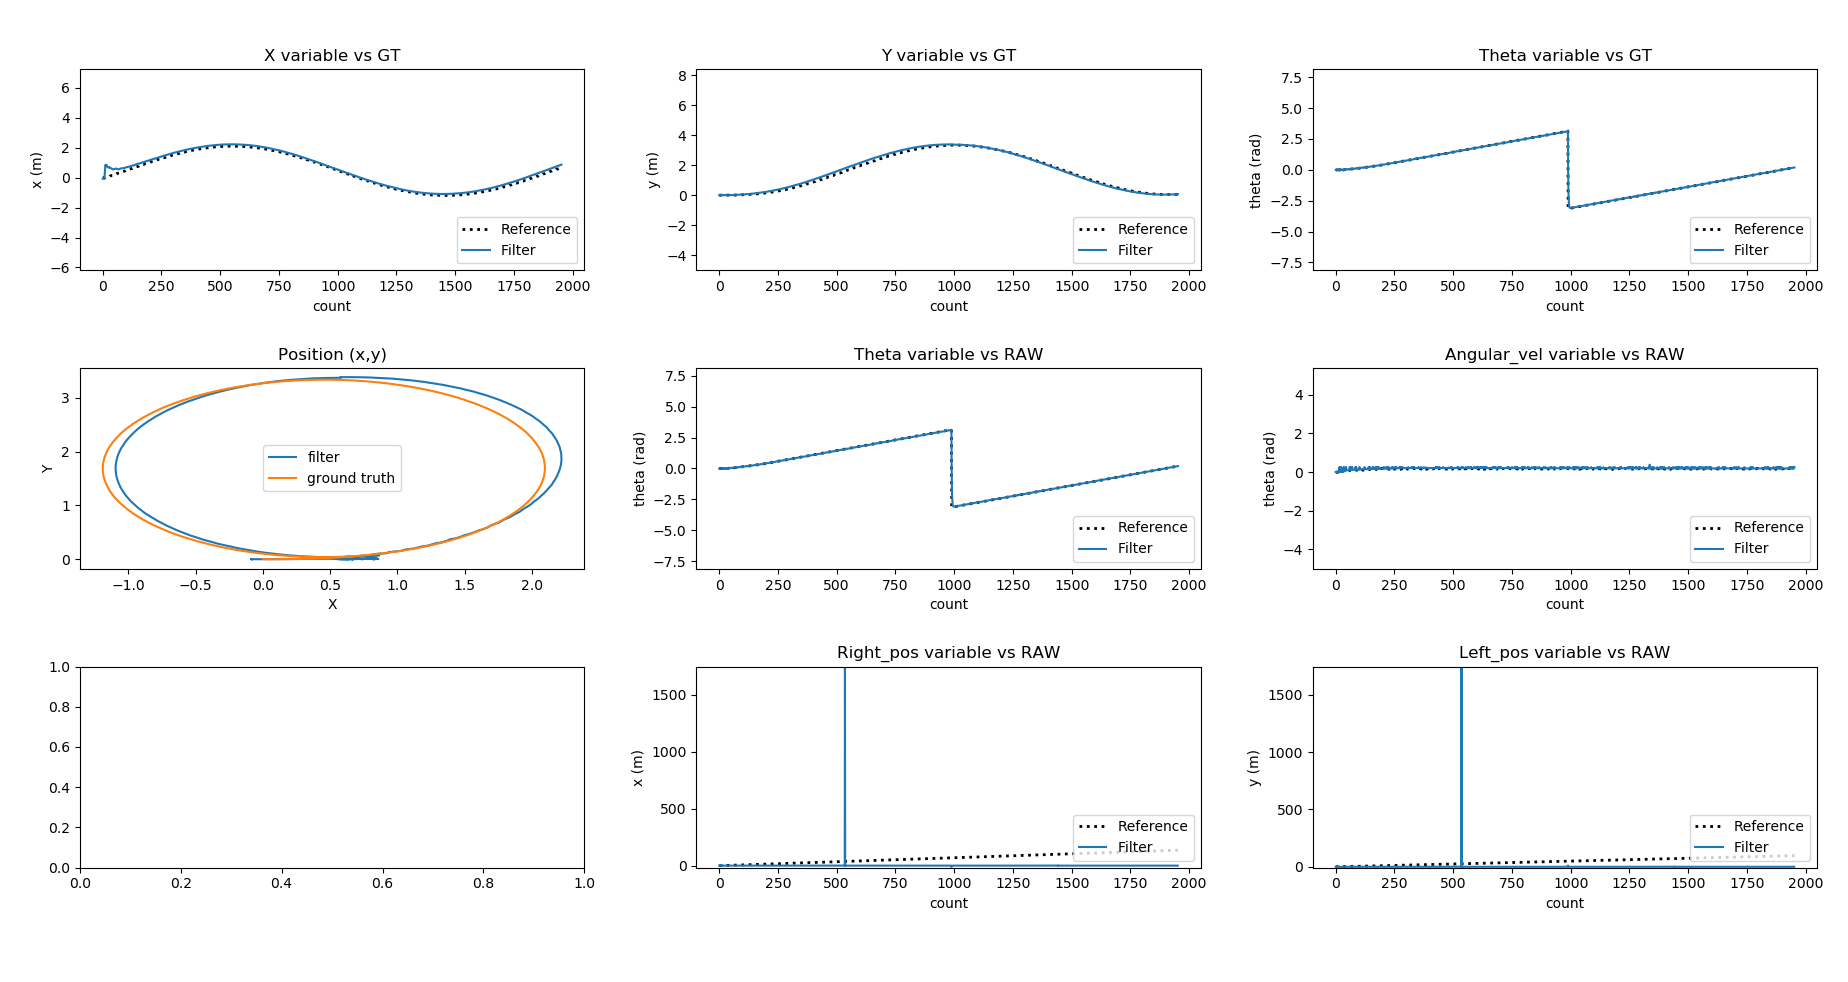 X variable vs GT
6
4
2
0
−2
−4
−6
x (m)
0 250 500 750 1000 1250 1500 1750 2000
count
Reference
Filter
Y variable vs GT
8
6
4
2
0
−2
−4
y (m)
0 250 500 750 1000 1250 1500 1750 2000
count
Reference
Filter
Theta variable vs GT
7.5
5.0
2.5
0.0
−2.5
−5.0
−7.5
theta (rad)
0 250 500 750 1000 1250 1500 1750 2000
count
Reference
Filter
Position (x,y)
3
2
1
0
Y
−1.0 −0.5 0.0 0.5 1.0 1.5 2.0
X
filter
ground truth
Theta variable vs RAW
7.5
5.0
2.5
0.0
−2.5
−5.0
−7.5
theta (rad)
0 250 500 750 1000 1250 1500 1750 2000
count
Reference
Filter
Angular_vel variable vs RAW
4
2
0
−2
−4
theta (rad)
0 250 500 750 1000 1250 1500 1750 2000
count
Reference
Filter
1.0
0.8
0.6
0.4
0.2
0.0
0.0 0.2 0.4 0.6 0.8 1.0
Right_pos variable vs RAW
1500
1000
500
0
x (m)
0 250 500 750 1000 1250 1500 1750 2000
count
Reference
Filter
Left_pos variable vs RAW
1500
1000
500
0
y (m)
0 250 500 750 1000 1250 1500 1750 2000
count
Reference
Filter